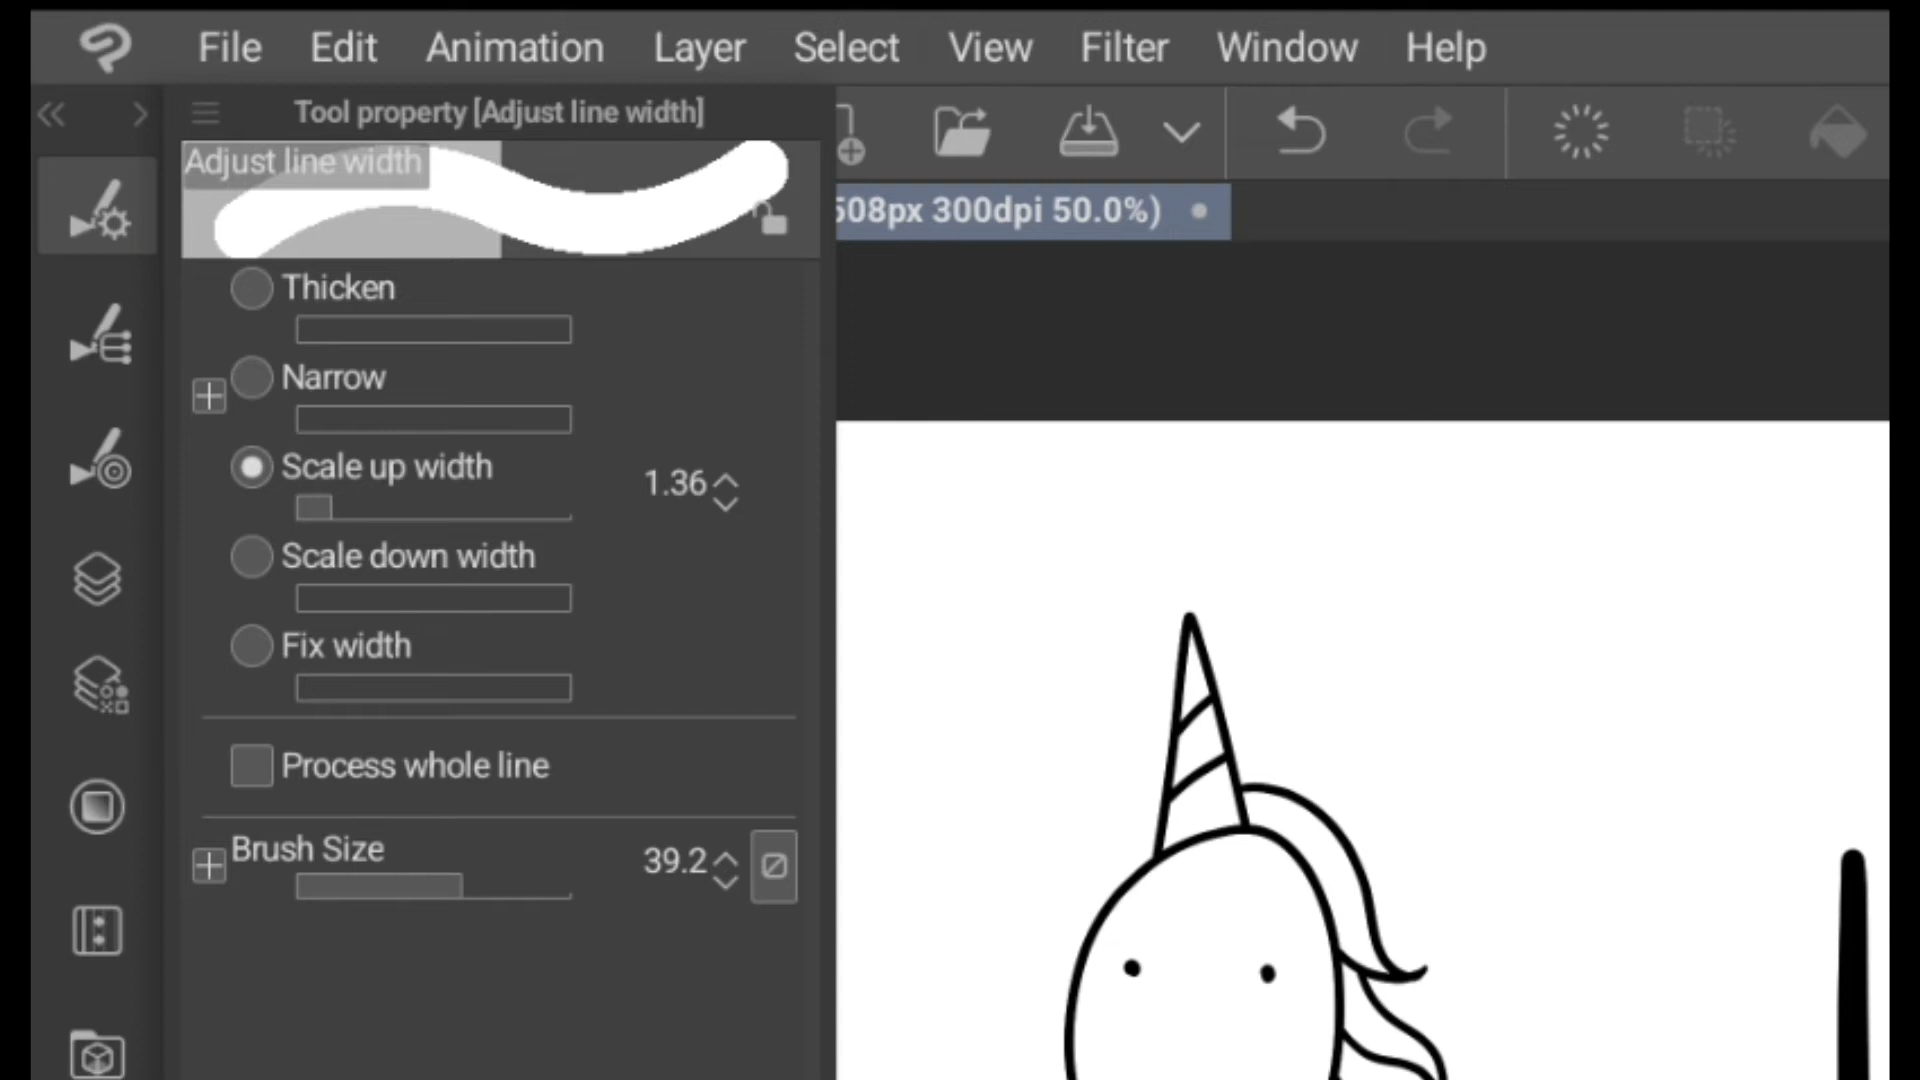 File Edit Animation Layer Select View Filter Window Help
Tool property [Adjust line width]
Adjust line width
508px 300dpi 50.0%)
Thicken
Narrow
Scale up width
1.36
Scale down width
Fix width
Process whole line
Brush Size
39.2